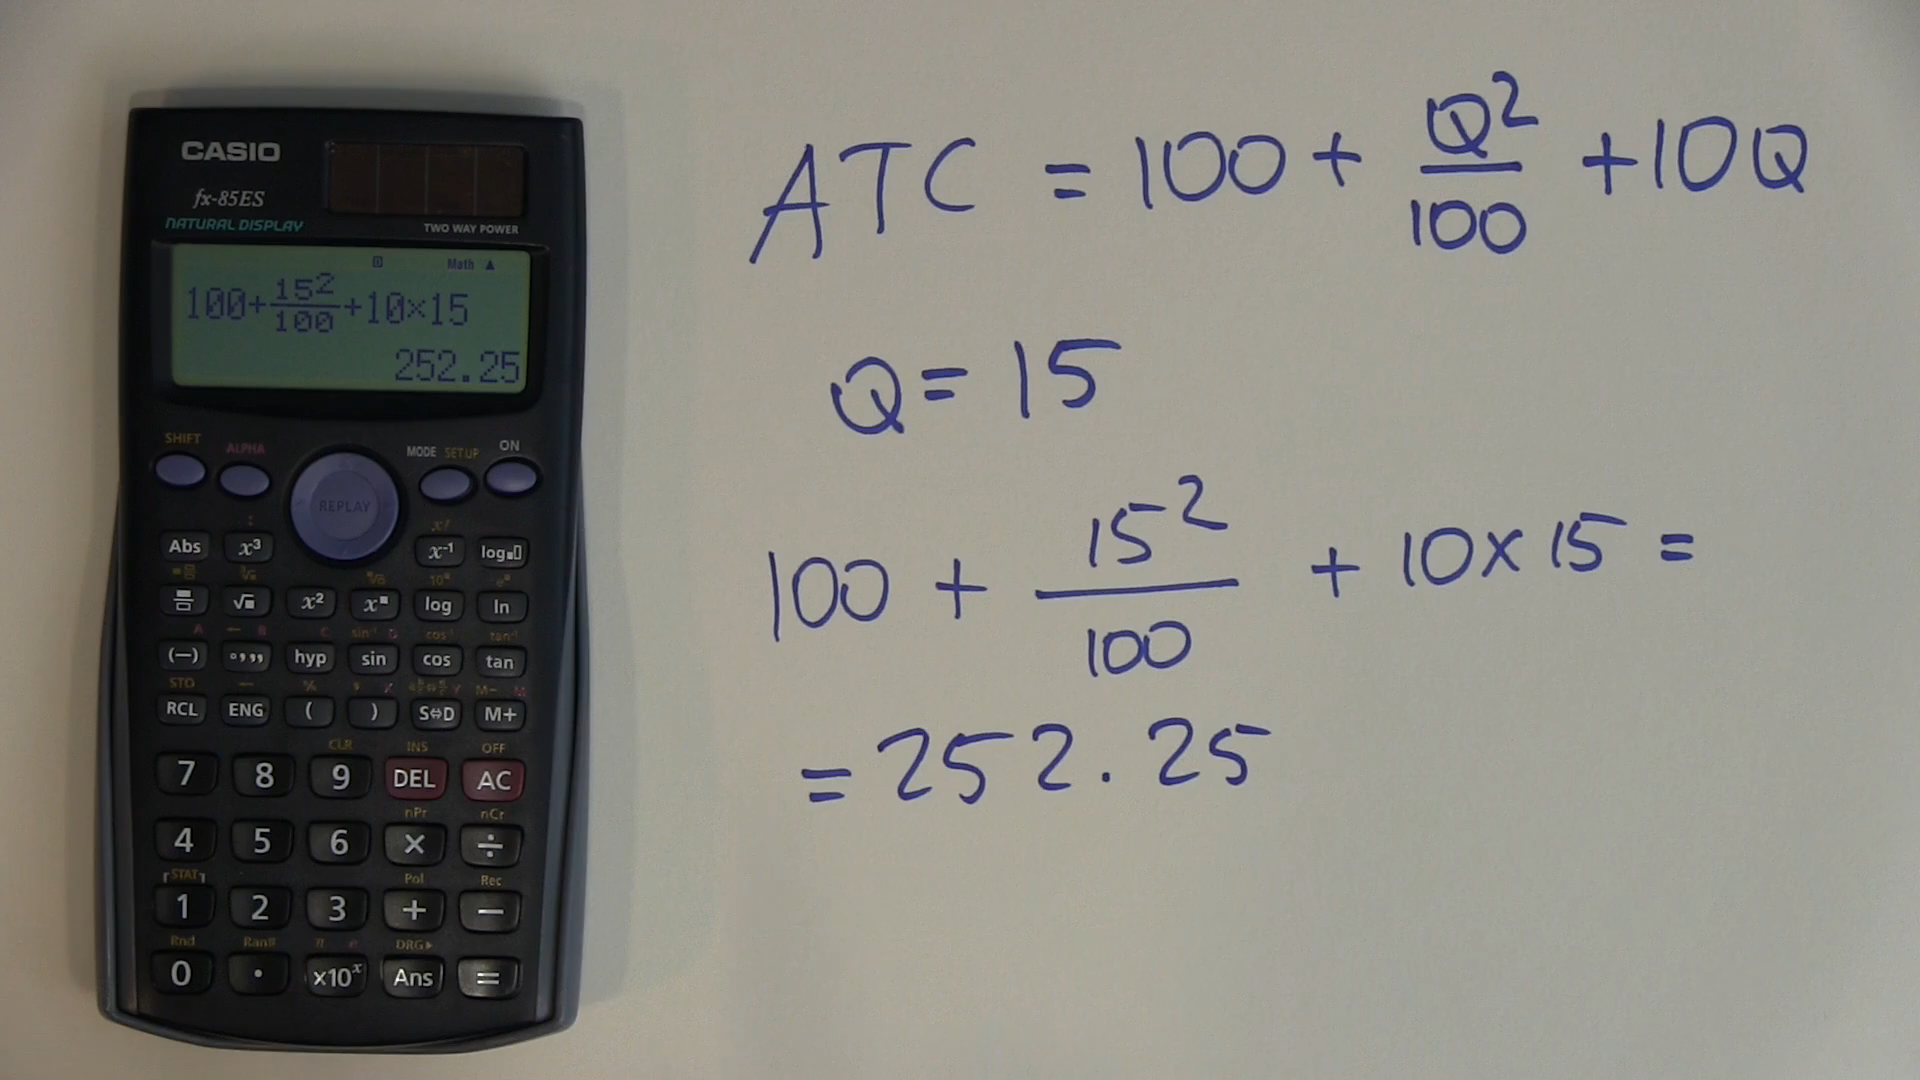 CASIO
fx-85ES
NATURAL DISPLAY
TWO WAY POWER
D Math ▲
100+15²/100+10×15
252.25
SHIFT ALPHA MODE SETUP ON
REPLAY
Abs x³ x⁻¹ log
√ x² log ln
(−) hyp sin cos tan
STO
RCL ENG ( ) S⇔D M+
CLR INS OFF
7 8 9 DEL AC
nPr nCr
4 5 6 × ÷
STAT Pol Rec
1 2 3 + −
Rnd Ran# π e DRG▶
0 . ×10ˣ Ans =
ATC = 100 + Q²/100 + 10Q
Q = 15
100 + 15²/100 + 10 × 15 =
= 252.25